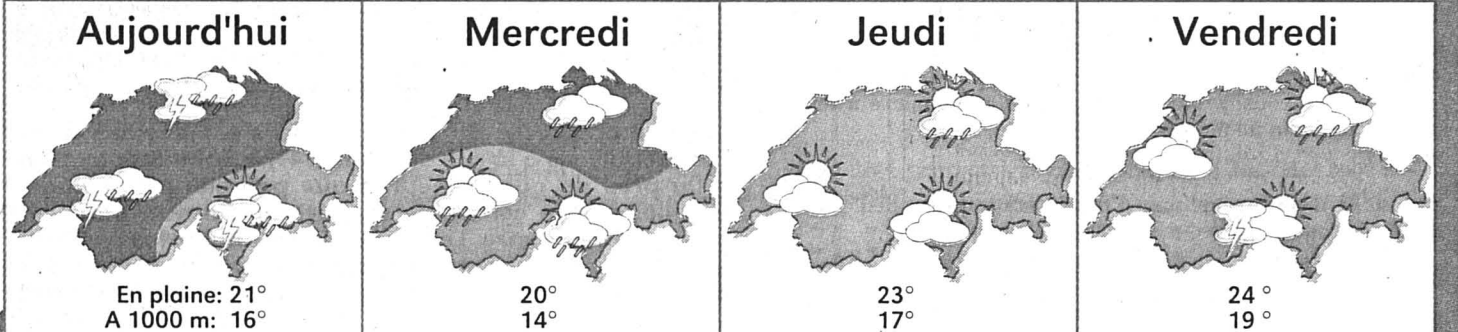 Aujourd'hui
Mercredi
Jeudi
Vendredi
En plaine: 21°
A 1000 m: 16°
20°
14°
23°
17°
24°
19°